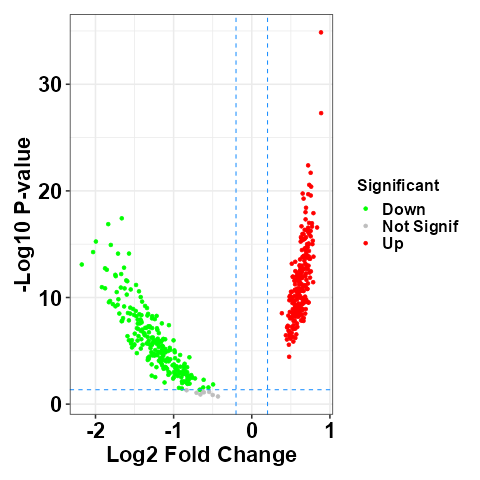 -Log10 P-value
30
20
10
0
-2
-1
0
1
Log2 Fold Change
Significant
Down
Not Signif
Up